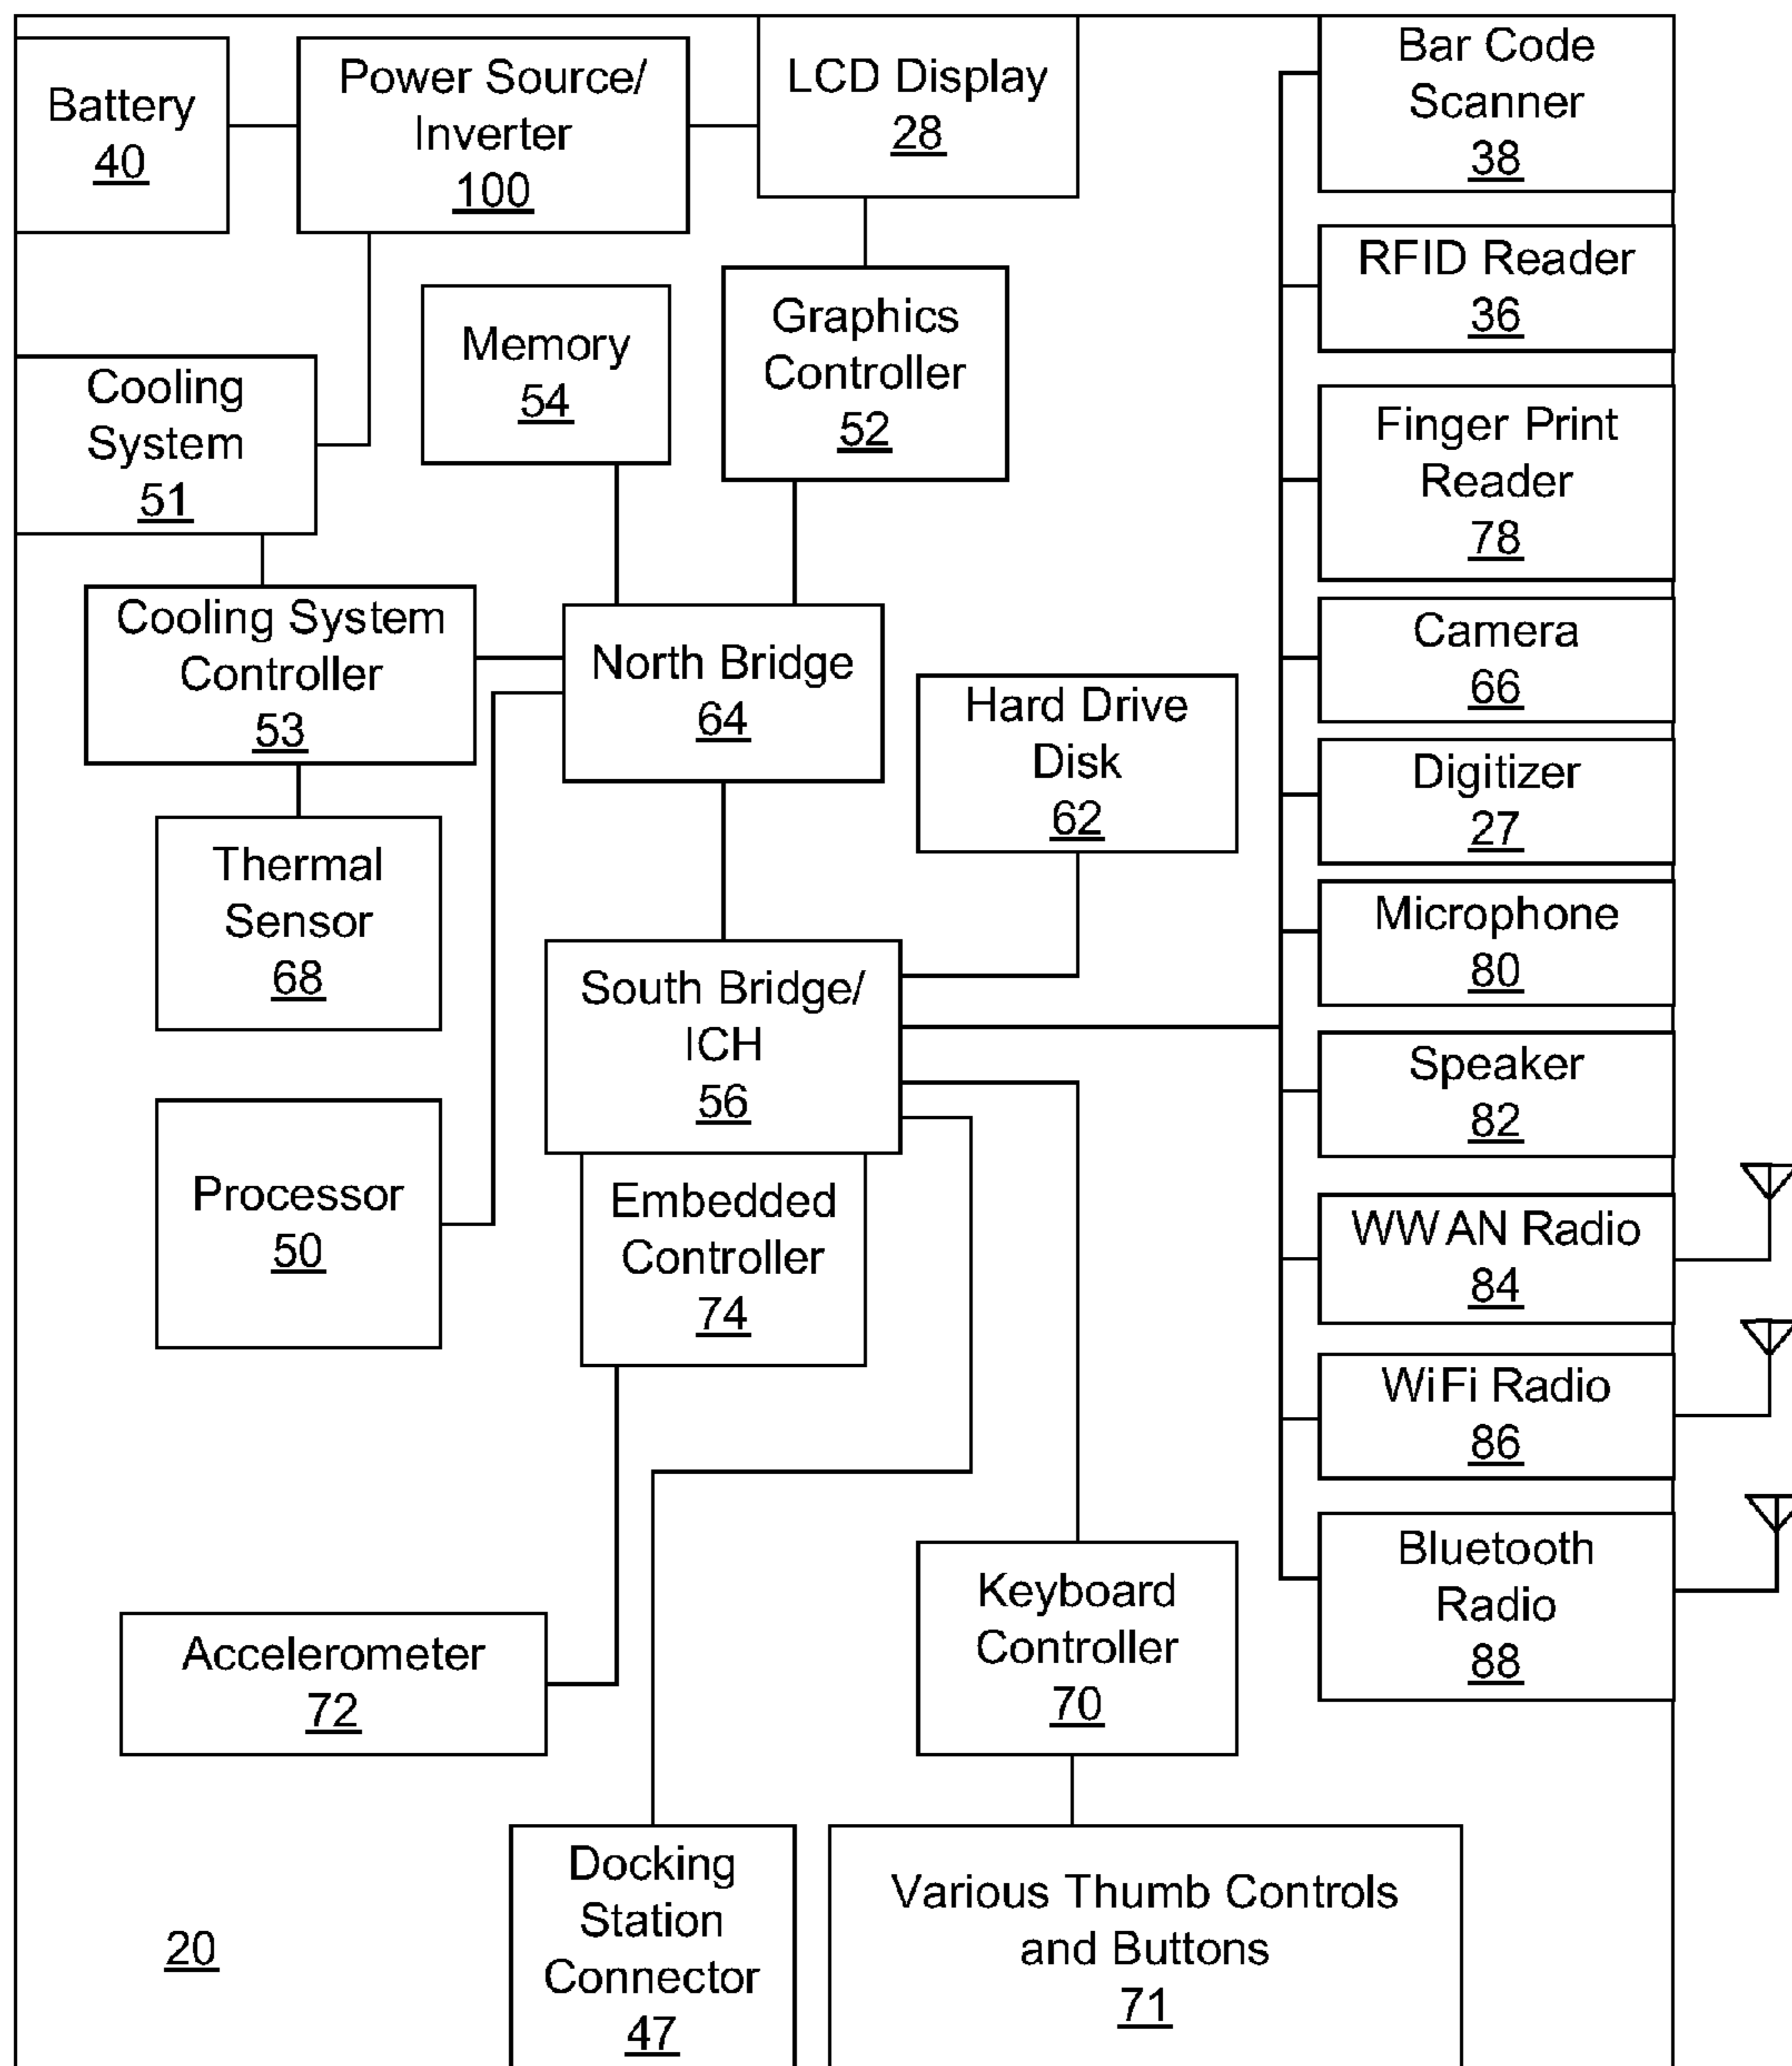 Battery
40
Power Source/
Inverter
100
LCD Display
28
Bar Code
Scanner
38
RFID Reader
36
Memory
54
Graphics
Controller
52
Cooling
System
51
Finger Print
Reader
78
Cooling System
Controller
53
North Bridge
64
Camera
66
Hard Drive
Disk
62
Digitizer
27
Thermal
Sensor
68
Microphone
80
South Bridge/
ICH
56
Speaker
82
Processor
50
Embedded
Controller
74
WWAN Radio
84
WiFi Radio
86
Bluetooth
Radio
88
Keyboard
Controller
70
Accelerometer
72
Docking
Station
Connector
47
Various Thumb Controls
and Buttons
71
20